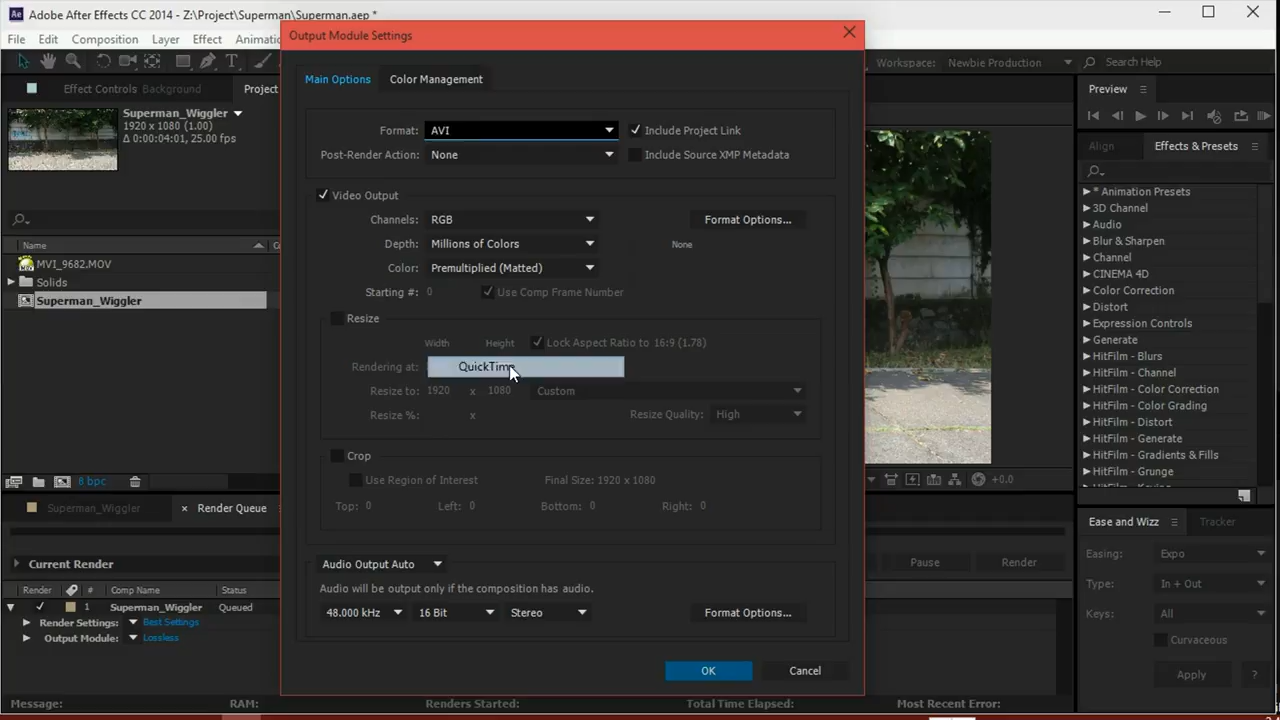 Adobe After Effects CC 2014 - Z:\Project\Superman\Superman.aep *
File Edit Composition Layer Effect Workspace: Newbie Production Search Help
Output Module Settings
Effect Controls Background Project
Superman_Wiggler
1920 x 1080 (1.00)
Δ 0:00:04:01, 25.00 fps
Name
MVI_9682.MOV
Solids
Superman_Wiggler
8 bpc
Main Options Color Management
Format: AVI Include Project Link
Post-Render Action: None Include Source XMP Metadata
Video Output
Channels: RGB Format Options...
Depth: Millions of Colors None
Color: Premultiplied (Matted)
Starting #: 0 Use Comp Frame Number
Resize
Width Height Lock Aspect Ratio to 16:9 (1.78)
Rendering at: QuickTime
Resize to: 1920 x 1080 Custom
Resize %: x Resize Quality: High
Crop
Use Region of Interest Final Size: 1920 x 1080
Top: 0 Left: 0 Bottom: 0 Right: 0
Audio Output Auto
Audio will be output only if the composition has audio.
48.000 kHz 16 Bit Stereo Format Options...
OK Cancel
Preview
Align Effects & Presets
* Animation Presets
3D Channel
Audio
Blur & Sharpen
Channel
CINEMA 4D
Color Correction
Distort
Expression Controls
Generate
HitFilm - Blurs
HitFilm - Channel
HitFilm - Color Correction
HitFilm - Color Grading
HitFilm - Distort
HitFilm - Generate
HitFilm - Gradients & Fills
HitFilm - Grunge
+0.0
Superman_Wiggler × Render Queue
Current Render Pause Render
Render # Comp Name Status
1 Superman_Wiggler Queued
Render Settings: Best Settings
Output Module: Lossless
Ease and Wizz Tracker
Easing: Expo
Type: In + Out
Keys: All
Curvaceous
Apply ?
Message: RAM: Renders Started: Total Time Elapsed: Most Recent Error: